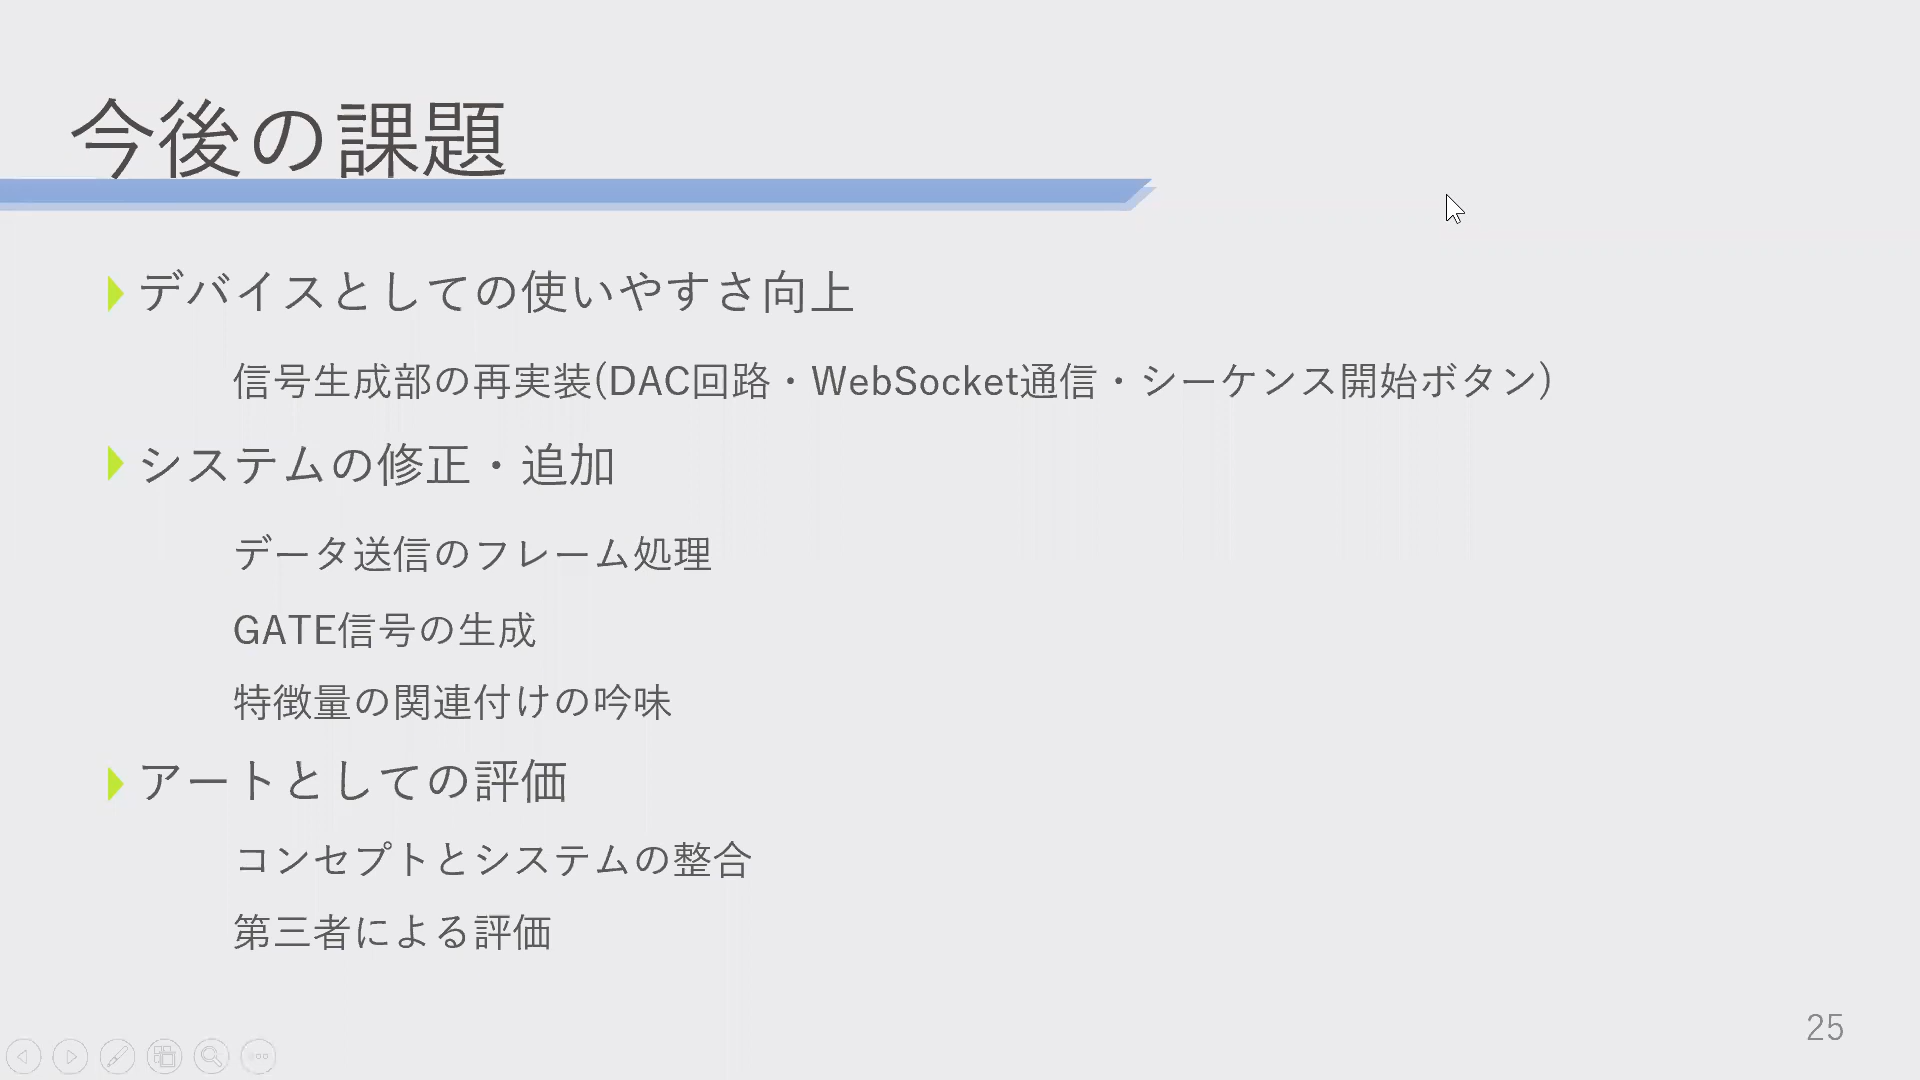 今後の課題
デバイスとしての使いやすさ向上
信号生成部の再実装(DAC回路・WebSocket通信・シーケンス開始ボタン)
システムの修正・追加
データ送信のフレーム処理
GATE信号の生成
特徴量の関連付けの吟味
アートとしての評価
コンセプトとシステムの整合
第三者による評価
25